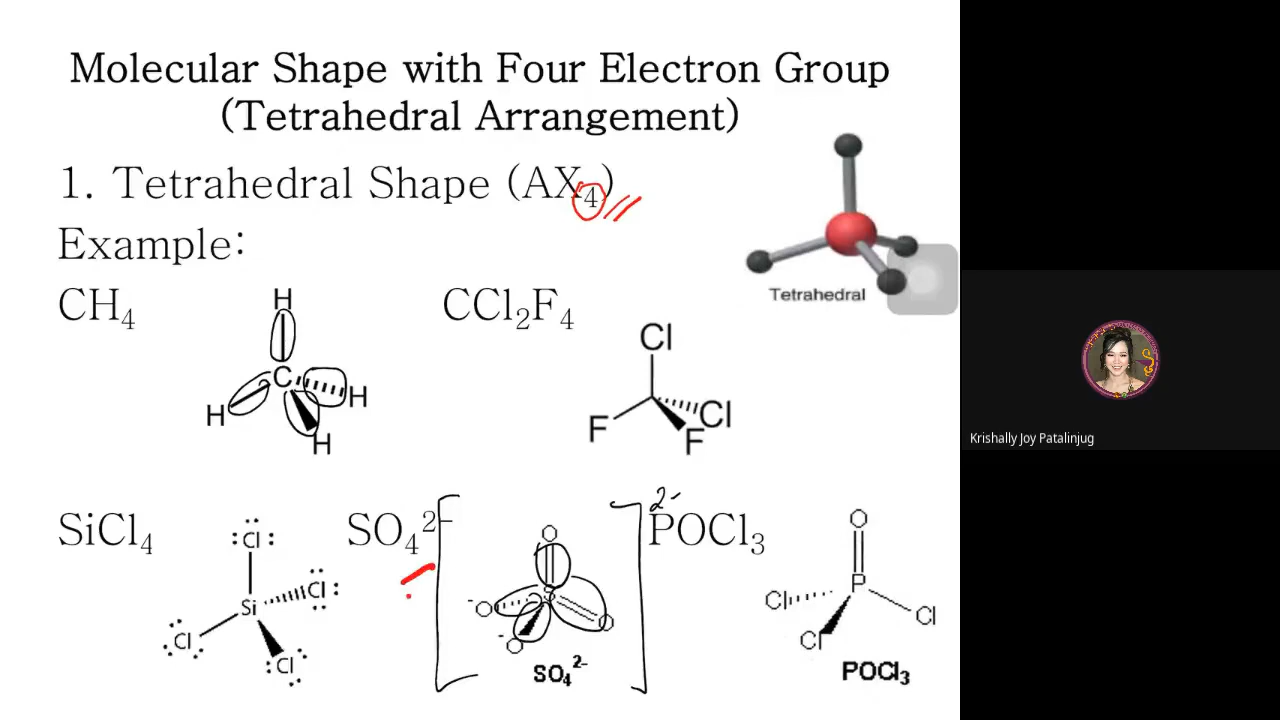 Molecular Shape with Four Electron Group
(Tetrahedral Arrangement)
1. Tetrahedral Shape (AX₄)
Example:
Tetrahedral
CH₄
H
C
H
H
H
CCl₂F₄
Cl
F
Cl
F
SiCl₄
:Cl:
Si
Cl:
Cl
:Cl
SO₄²⁻
2-
O
S
⁻O
O
⁻O
SO₄²⁻
POCl₃
O
P
Cl
Cl
Cl
POCl₃
Krishally Joy Patalinjug